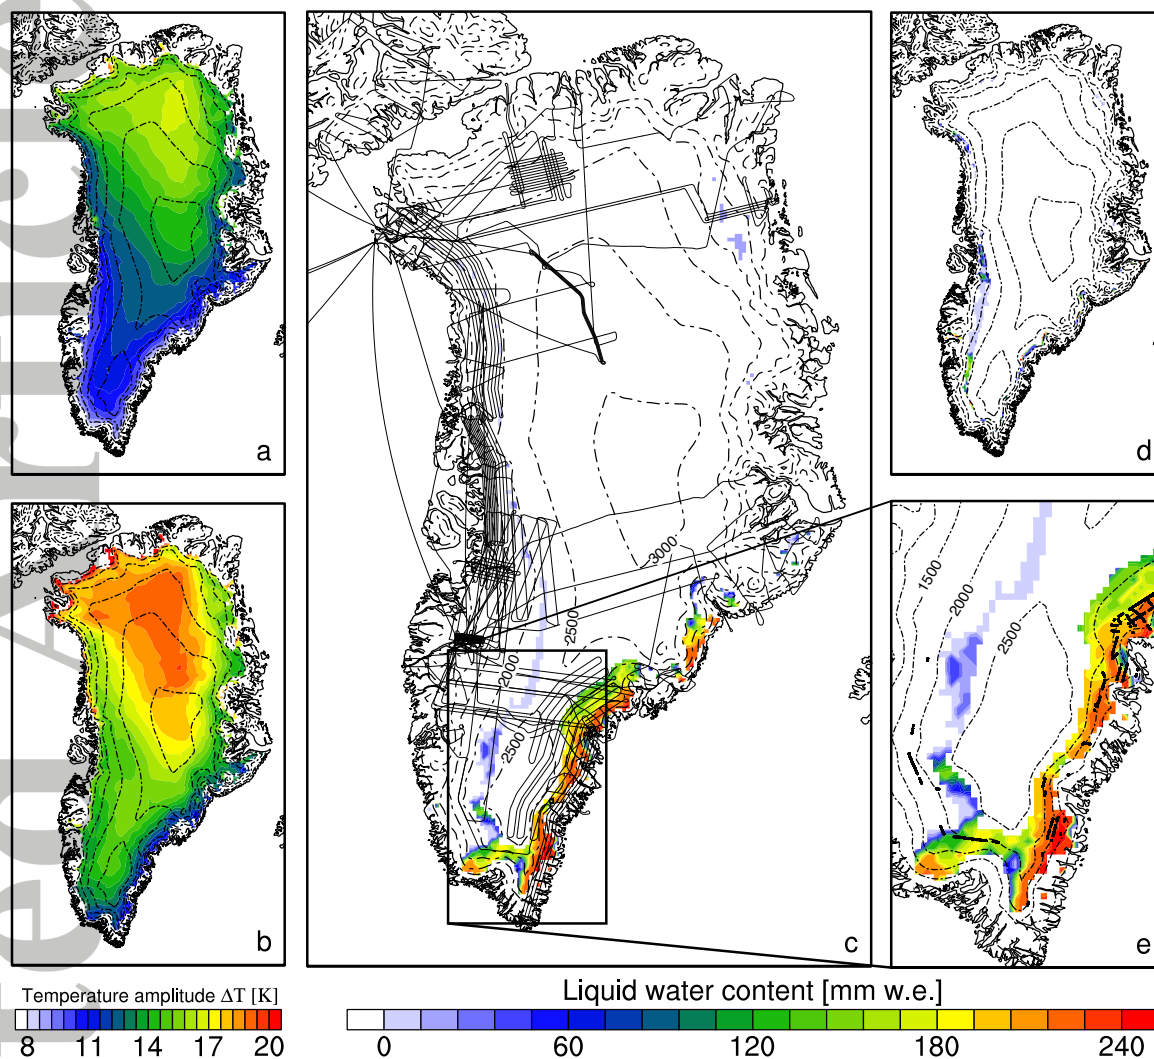 a
b
c
d
e
3000
2500
2000
2500
1500
2000
2500
Temperature amplitude ΔT [K]
8 11 14 17 20
Liquid water content [mm w.e.]
0 60 120 180 240